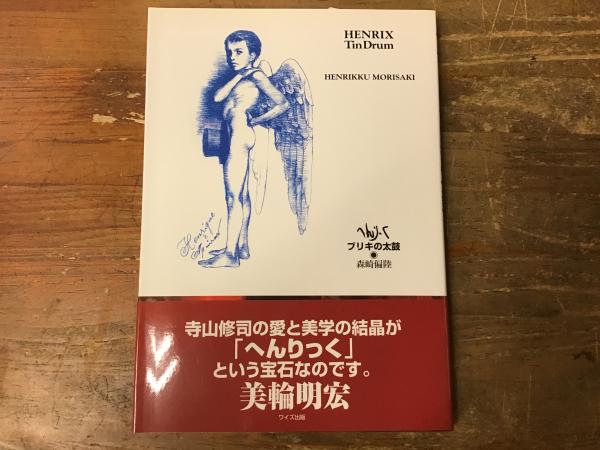 HENRIX
TinDrum
HENRIKKU MORISAKI
へんりっく
ブリキの太鼓
●
森崎偏陸
寺山修司の愛と美学の結晶が
「へんりっく」
という宝石なのです。
美輪明宏
ワイズ出版